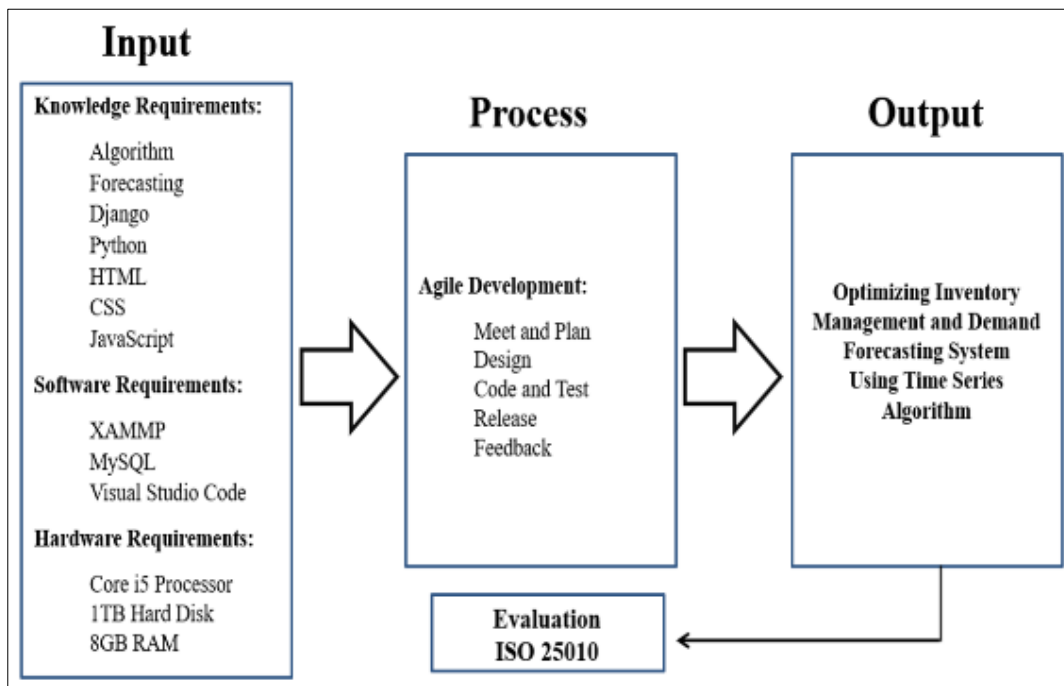 Input
Knowledge Requirements:
Algorithm
Forecasting
Django
Python
HTML
CSS
JavaScript
Software Requirements:
XAMMP
MySQL
Visual Studio Code
Hardware Requirements:
Core i5 Processor
1TB Hard Disk
8GB RAM
Process
Agile Development:
Meet and Plan
Design
Code and Test
Release
Feedback
Output
Optimizing Inventory
Management and Demand
Forecasting System
Using Time Series
Algorithm
Evaluation
ISO 25010